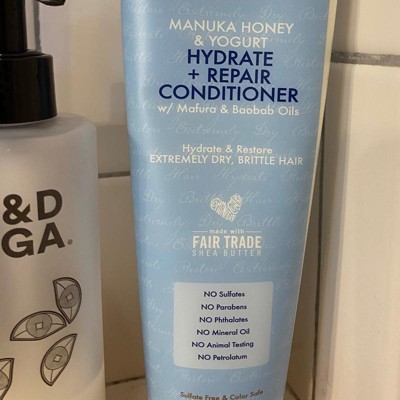 MANUKA HONEY
& YOGURT
HYDRATE
+ REPAIR
CONDITIONER
w/ Mafura & Baobab Oils
Hydrate & Restore
EXTREMELY DRY, BRITTLE HAIR
made with
FAIR TRADE
SHEA BUTTER
NO Sulfates
NO Parabens
NO Phthalates
NO Mineral Oil
NO Animal Testing
NO Petrolatum
Sulfate Free & Color Safe
&D
GA®